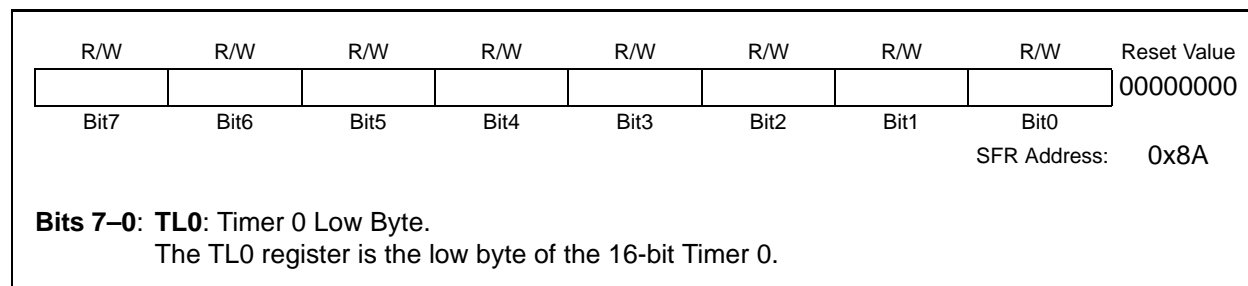 R/W R/W R/W R/W R/W R/W R/W R/W Reset Value
00000000
Bit7 Bit6 Bit5 Bit4 Bit3 Bit2 Bit1 Bit0
SFR Address: 0x8A
Bits 7–0: TL0: Timer 0 Low Byte.
The TL0 register is the low byte of the 16-bit Timer 0.